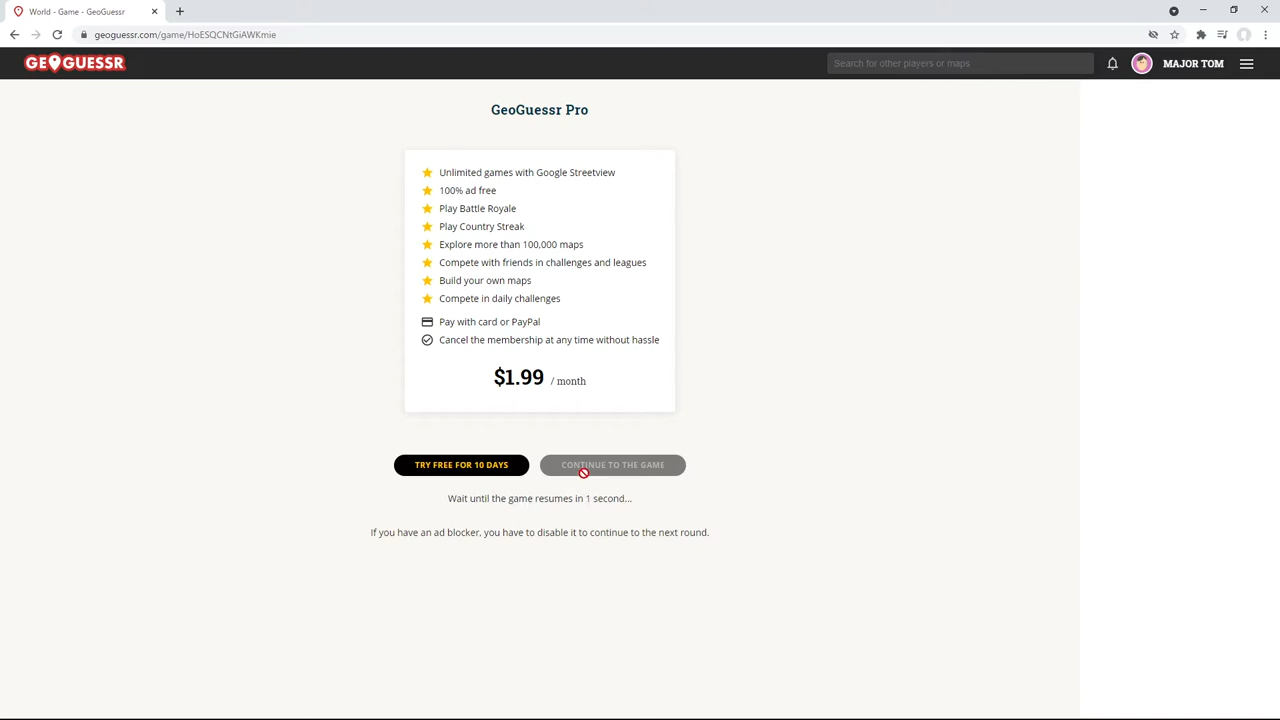 World - Game - GeoGuessr
geoguessr.com/game/HoESQCNtGiAWKmie
GEOGUESSR
Search for other players or maps
MAJOR TOM
GeoGuessr Pro
Unlimited games with Google Streetview
100% ad free
Play Battle Royale
Play Country Streak
Explore more than 100,000 maps
Compete with friends in challenges and leagues
Build your own maps
Compete in daily challenges
Pay with card or PayPal
Cancel the membership at any time without hassle
$1.99 / month
TRY FREE FOR 10 DAYS
CONTINUE TO THE GAME
Wait until the game resumes in 1 second...
If you have an ad blocker, you have to disable it to continue to the next round.